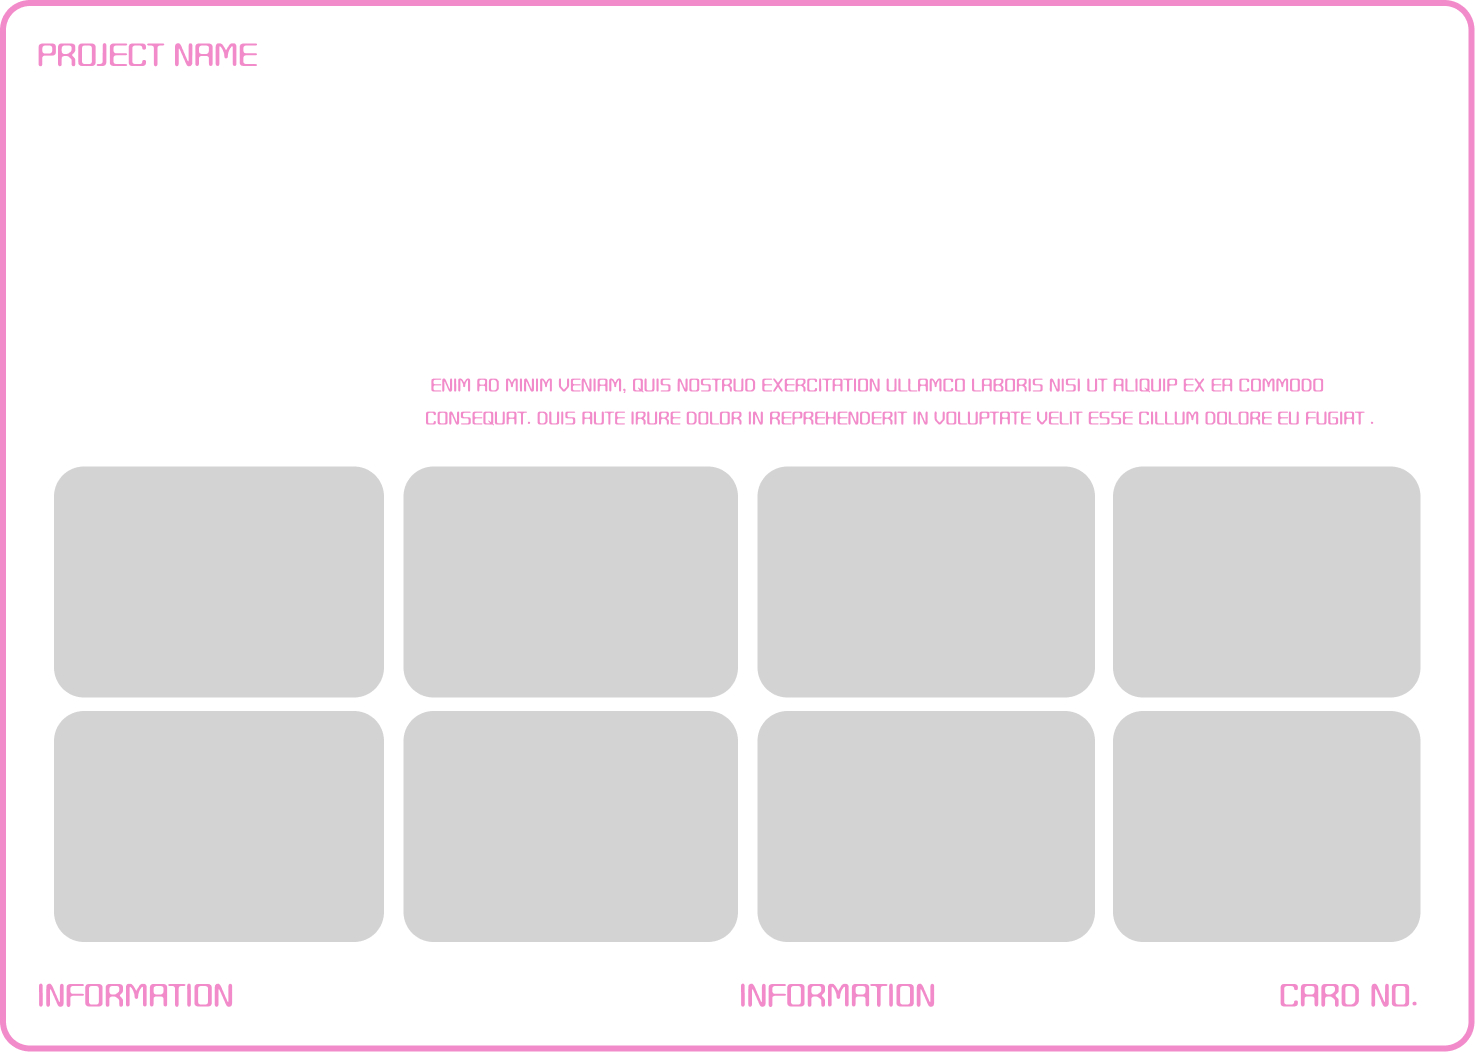 PROJECT NAME
ENIM AD MINIM VENIAM, QUIS NOSTRUD EXERCITATION ULLAMCO LABORIS NISI UT ALIQUIP EX EA COMMODO
CONSEQUAT. DUIS AUTE IRURE DOLOR IN REPREHENDERIT IN VOLUPTATE VELIT ESSE CILLUM DOLORE EU FUGIAT .
INFORMATION INFORMATION CARD NO.